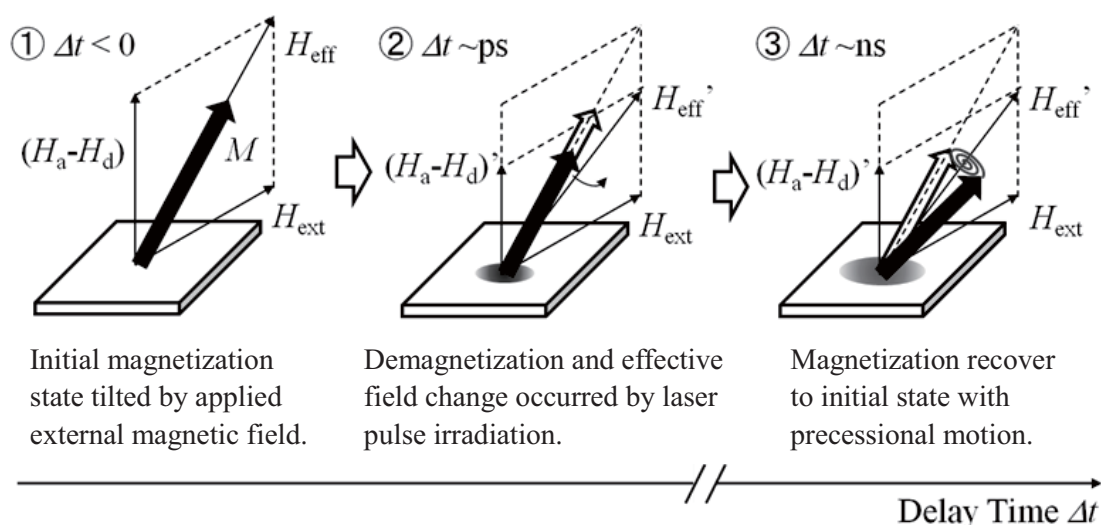 ① Δt < 0
H_eff
(H_a-H_d)
M
H_ext
Initial magnetization
state tilted by applied
external magnetic field.
② Δt ~ps
H_eff’
(H_a-H_d)’
H_ext
Demagnetization and effective
field change occurred by laser
pulse irradiation.
③ Δt ~ns
H_eff’
(H_a-H_d)’
H_ext
Magnetization recover
to initial state with
precessional motion.
Delay Time Δt